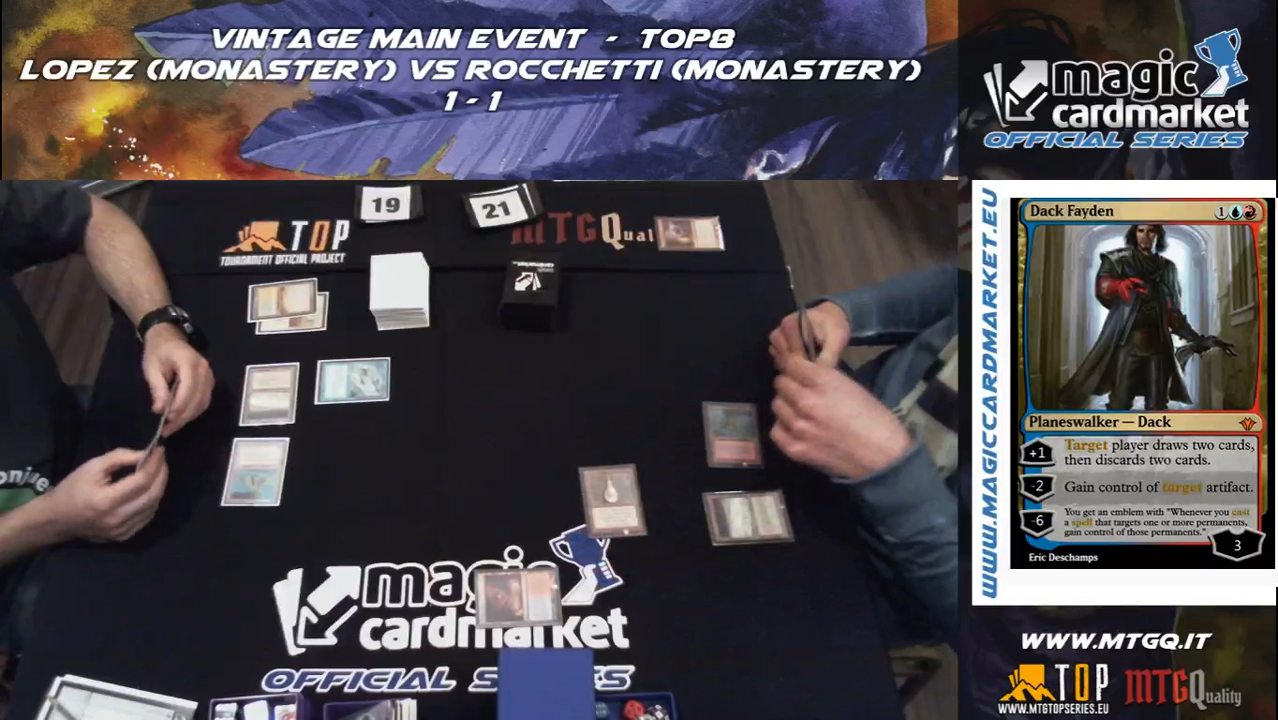 VINTAGE MAIN EVENT - TOP8
LOPEZ (MONASTERY) VS ROCCHETTI (MONASTERY)
1 - 1
magic
cardmarket
OFFICIAL SERIES
19
21
TOP
TOURNAMENT OFFICIAL PROJECT
MTGQual
magic
cardmarket
OFFICIAL SERIES
WWW.MAGICCARDMARKET.EU
Dack Fayden 1
Planeswalker — Dack
+1 Target player draws two cards,
then discards two cards.
-2 Gain control of target artifact.
-6 You get an emblem with "Whenever you cast
a spell that targets one or more permanents,
gain control of those permanents."
3
Eric Deschamps
WWW.MTGQ.IT
TOP
WWW.MTGTOPSERIES.EU
MTGQuality